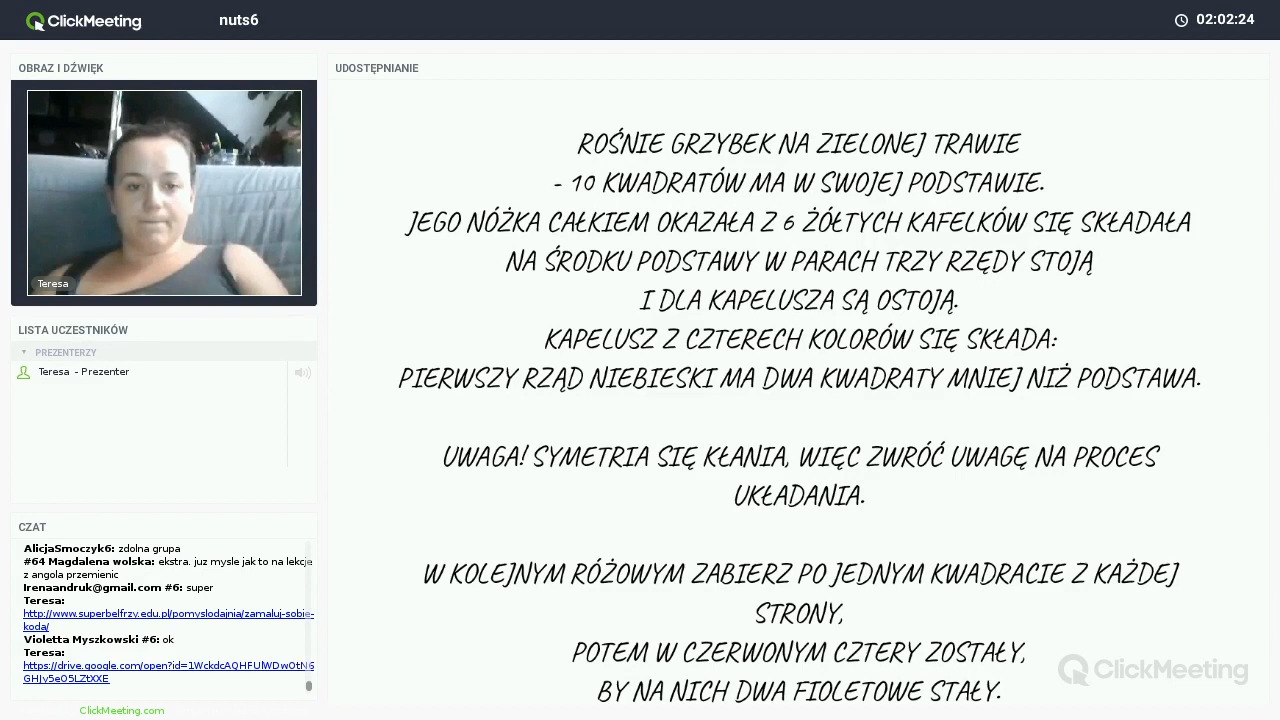 ClickMeeting
nuts6
02:02:24
OBRAZ I DŹWIĘK
Teresa
LISTA UCZESTNIKÓW
PREZENTERZY
Teresa - Prezenter
CZAT
AlicjaSmoczyk6: zdolna grupa
#64 Magdalena wolska: ekstra. juz mysle jak to na lekcje
z angola przemienic
Irenaandruk@gmail.com #6: super
Teresa:
http://www.superbelfrzy.edu.pl/pomyslodajnia/zamaluj-sobie-
koda/
Violetta Myszkowski #6: ok
Teresa:
ClickMeeting.com
UDOSTĘPNIANIE
ROŚNIE GRZYBEK NA ZIELONEJ TRAWIE
- 10 KWADRATÓW MA W SWOJEJ PODSTAWIE.
JEGO NÓŻKA CAŁKIEM OKAZAŁA Z 6 ŻÓŁTYCH KAFELKÓW SIĘ SKŁADAŁA
NA ŚRODKU PODSTAWY W PARACH TRZY RZĘDY STOJĄ
I DLA KAPELUSZA SĄ OSTOJĄ.
KAPELUSZ Z CZTERECH KOLORÓW SIĘ SKŁADA:
PIERWSZY RZĄD NIEBIESKI MA DWA KWADRATY MNIEJ NIŻ PODSTAWA.
UWAGA! SYMETRIA SIĘ KŁANIA, WIĘC ZWRÓĆ UWAGĘ NA PROCES
UKŁADANIA.
W KOLEJNYM RÓŻOWYM ZABIERZ PO JEDNYM KWADRACIE Z KAŻDEJ
STRONY,
POTEM W CZERWONYM CZTERY ZOSTAŁY,
BY NA NICH DWA FIOLETOWE STAŁY.
ClickMeeting